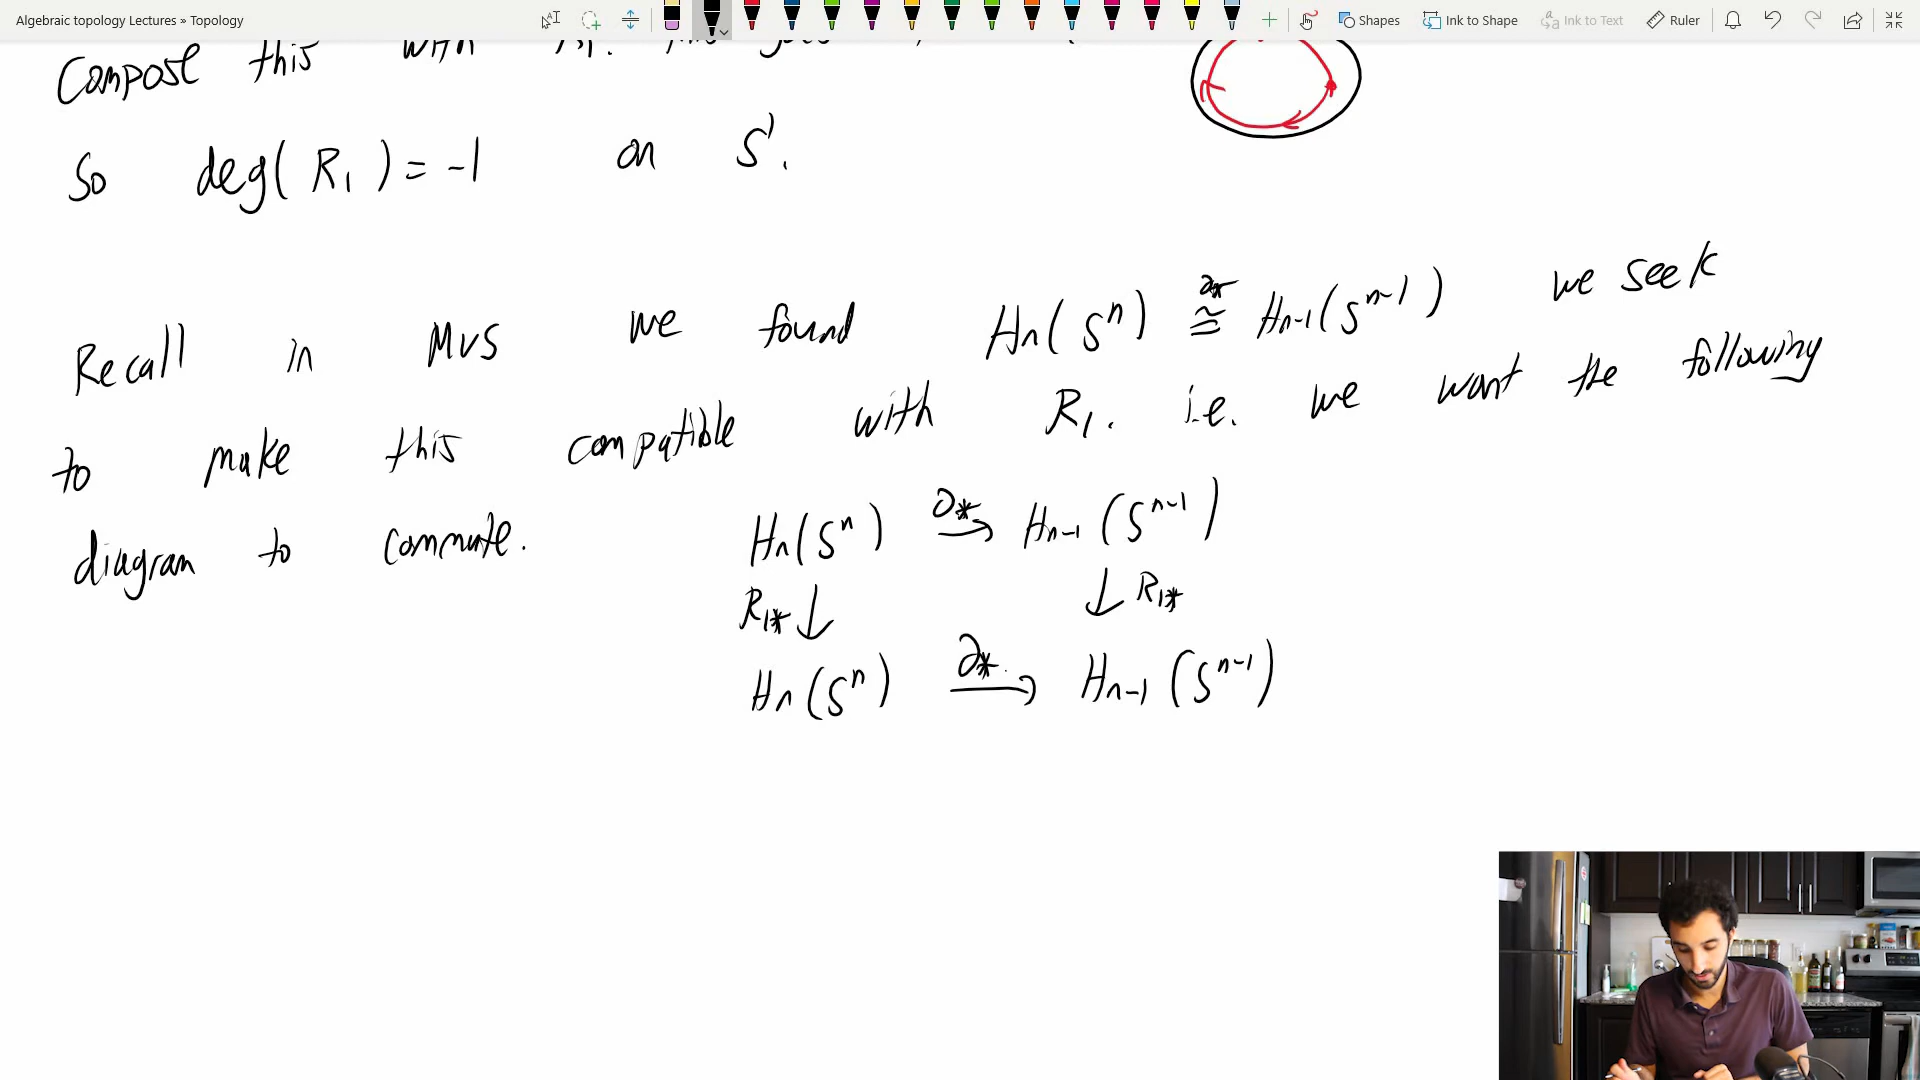 Algebraic topology Lectures » Topology
Shapes
Ink to Shape
Ink to Text
Ruler
Compose this with
So deg( R₁ ) = -1 on S¹.
Recall in MVS we found Hn( Sⁿ ) ≅ Hn-1( Sⁿ⁻¹ ) we seek
∂*
to make this compatible with R₁. i.e. we want the following
diagram to commute.
Hn( Sⁿ ) →∂* Hn-1 ( Sⁿ⁻¹ )
R₁* ↓ ↓ R₁*
Hn ( Sⁿ ) →∂* Hn-1 ( Sⁿ⁻¹ )